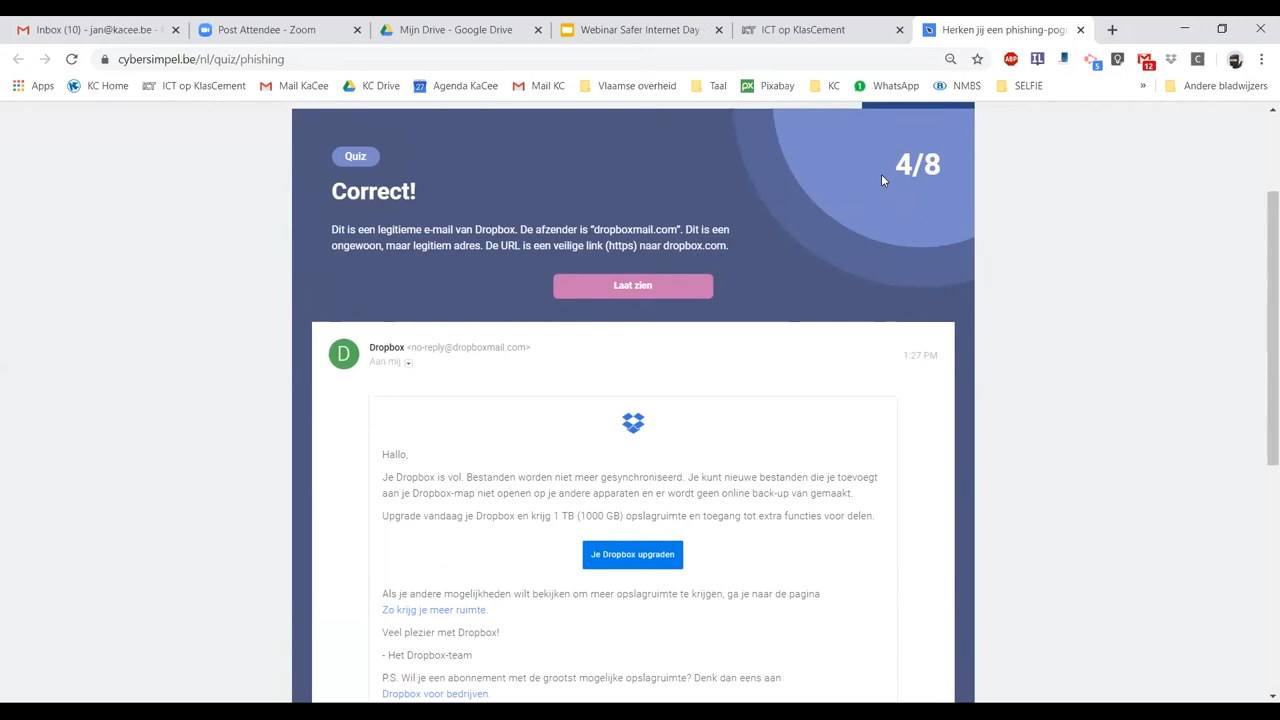 Inbox (10) - jan@kacee.be -
Post Attendee - Zoom
Mijn Drive - Google Drive
Webinar Safer Internet Day
ICT op KlasCement
Herken jij een phishing-pog
cybersimpel.be/nl/quiz/phishing
ABP
IL
5
12
C
Apps
KC Home
ICT op KlasCement
Mail KaCee
KC Drive
27
Agenda KaCee
Mail KC
Vlaamse overheid
Taal
px
Pixabay
KC
1
WhatsApp
B
NMBS
SELFIE
»
Andere bladwijzers
Quiz
4/8
Correct!
Dit is een legitieme e-mail van Dropbox. De afzender is “dropboxmail.com”. Dit is een
ongewoon, maar legitiem adres. De URL is een veilige link (https) naar dropbox.com.
Laat zien
D
Dropbox <no-reply@dropboxmail.com>
1:27 PM
Aan mij
Hallo,
Je Dropbox is vol. Bestanden worden niet meer gesynchroniseerd. Je kunt nieuwe bestanden die je toevoegt
aan je Dropbox-map niet openen op je andere apparaten en er wordt geen online back-up van gemaakt.
Upgrade vandaag je Dropbox en krijg 1 TB (1000 GB) opslagruimte en toegang tot extra functies voor delen.
Je Dropbox upgraden
Als je andere mogelijkheden wilt bekijken om meer opslagruimte te krijgen, ga je naar de pagina
Zo krijg je meer ruimte.
Veel plezier met Dropbox!
- Het Dropbox-team
P.S. Wil je een abonnement met de grootst mogelijke opslagruimte? Denk dan eens aan
Dropbox voor bedrijven.